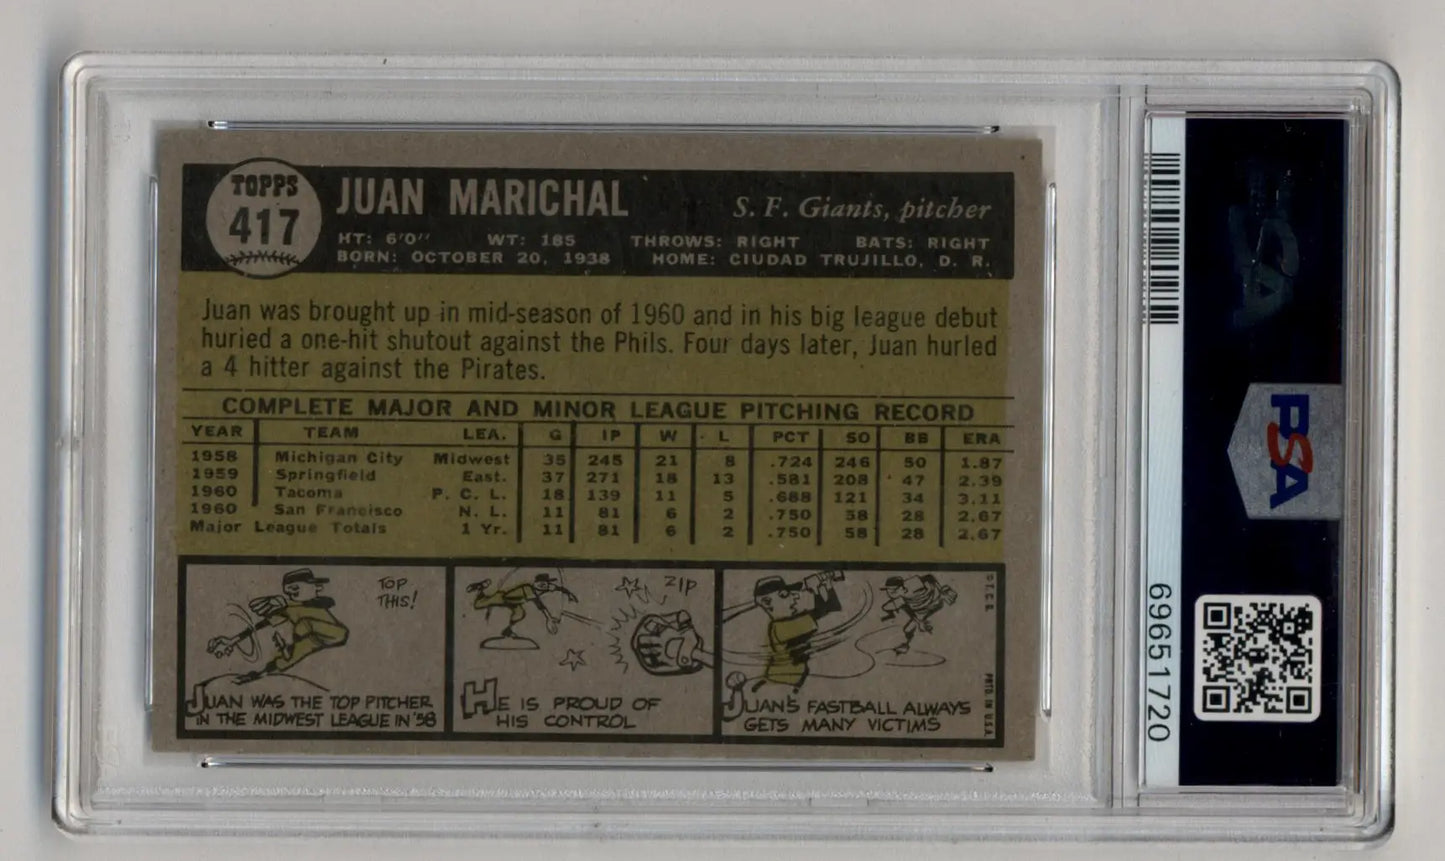 TOPPS
417
JUAN MARICHAL
S. F. Giants, pitcher
HT: 6'0" WT: 185 THROWS: RIGHT BATS: RIGHT
BORN: OCTOBER 20, 1938 HOME: CIUDAD TRUJILLO, D. R.
Juan was brought up in mid-season of 1960 and in his big league debut
huried a one-hit shutout against the Phils. Four days later, Juan hurled
a 4 hitter against the Pirates.
COMPLETE MAJOR AND MINOR LEAGUE PITCHING RECORD
YEAR TEAM LEA. G IP W L PCT SO BB ERA
1958 Michigan City Midwest 35 245 21 8 .724 246 50 1.87
1959 Springfield East. 37 271 18 13 .581 208 47 2.39
1960 Tacoma P. C. L. 18 139 11 5 .688 121 34 3.11
1960 San Francisco N. L. 11 81 6 2 .750 58 28 2.67
Major League Totals 1 Yr. 11 81 6 2 .750 58 28 2.67
TOP
THIS!
JUAN WAS THE TOP PITCHER
IN THE MIDWEST LEAGUE IN '58
ZIP
HE IS PROUD OF
HIS CONTROL
JUAN'S FASTBALL ALWAYS
GETS MANY VICTIMS
© T.C.G.
PRTD. IN U.S.A.
PSA
69651720